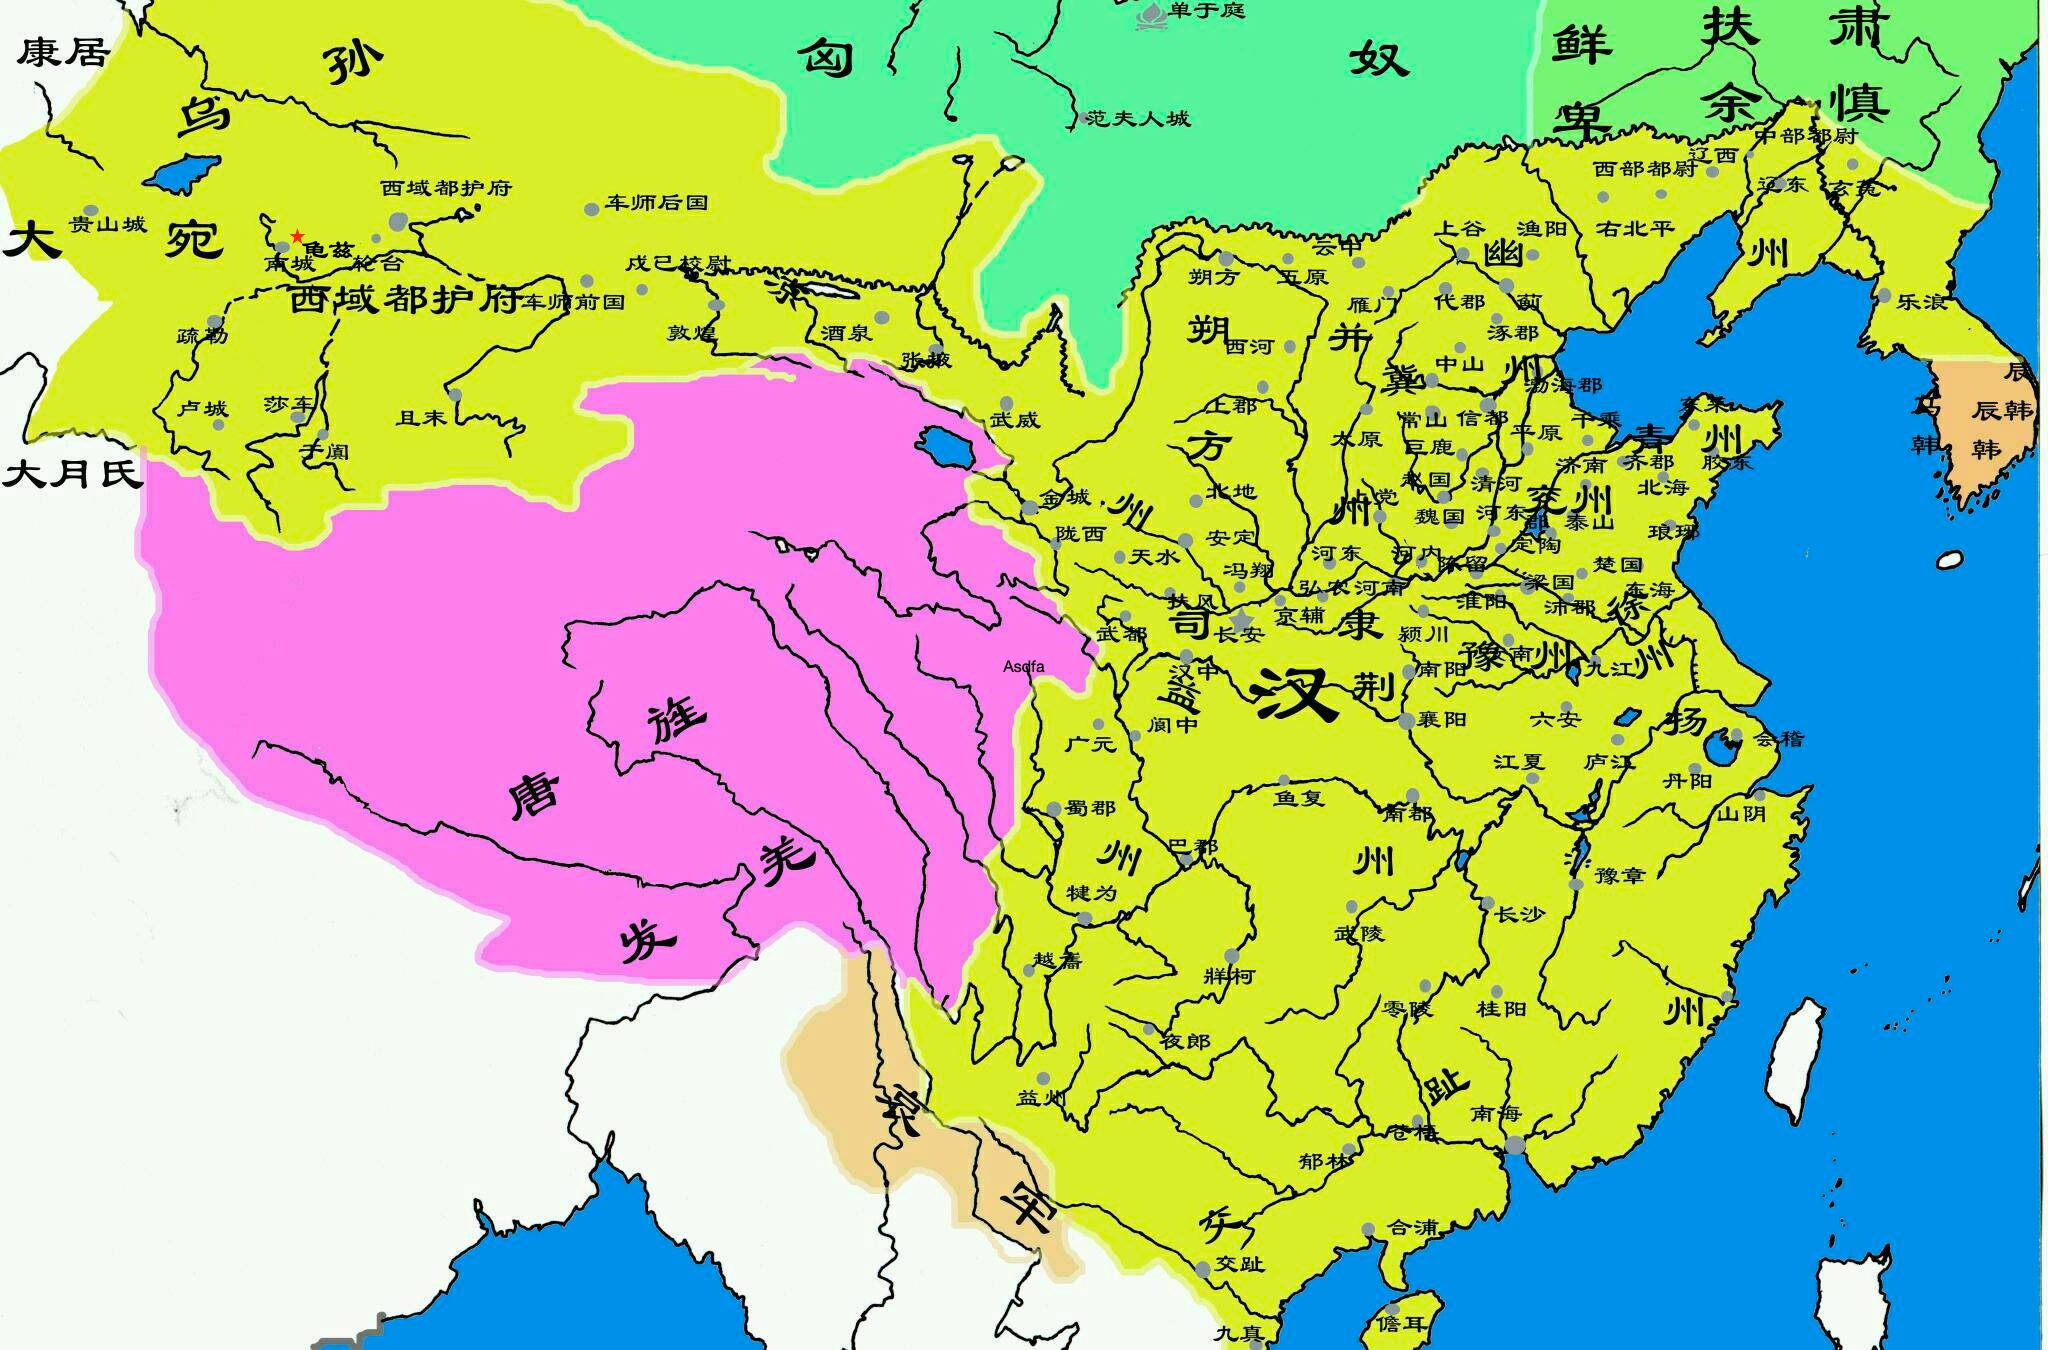 单于庭
康居
乌孙
匈奴
鲜卑
扶余
肃慎
范夫人城
中部都尉
西部都尉
辽西
辽东
玄菟
西域都护府
车师后国
贵山城
大宛
龟兹
南城
轮台
戍已校尉
西域都护府
车师前国
疏勒
敦煌
酒泉
张掖
凉
朔方
五原
云中
上谷
渔阳
右北平
幽州
州
雁门
代郡
蓟
涿郡
乐浪
卢城
莎车
于阗
且末
武威
朔方
西河
并州
冀
中山
州
渤海郡
上郡
太原
常山
信都
平原
千乘
东莱
青州
巨鹿
济南
齐郡
胶东
北海
辰
马韩
辰韩
韩
大月氏
金城
州
北地
上党
赵国
清河
魏国
河东
郡
兖州
泰山
琅琊
陇西
天水
安定
河东
河内
陈留
定陶
楚国
冯翔
弘农
河南
淮阳
梁国
沛郡
东海
徐州
扶风
京辅
武都
司隶
长安
颍川
豫州
汝南
九江
Asdfa
汉中
汉
荆
南阳
益
阆中
襄阳
六安
扬
会稽
广元
江夏
庐江
丹阳
旄
唐
羌
发
蜀郡
鱼复
南郡
山阴
州
巴郡
州
豫章
犍为
武陵
长沙
越巂
牂柯
零陵
桂阳
州
夜郎
益州
趾
南海
苍梧
哀牢
郁林
交
合浦
交趾
九真
儋耳